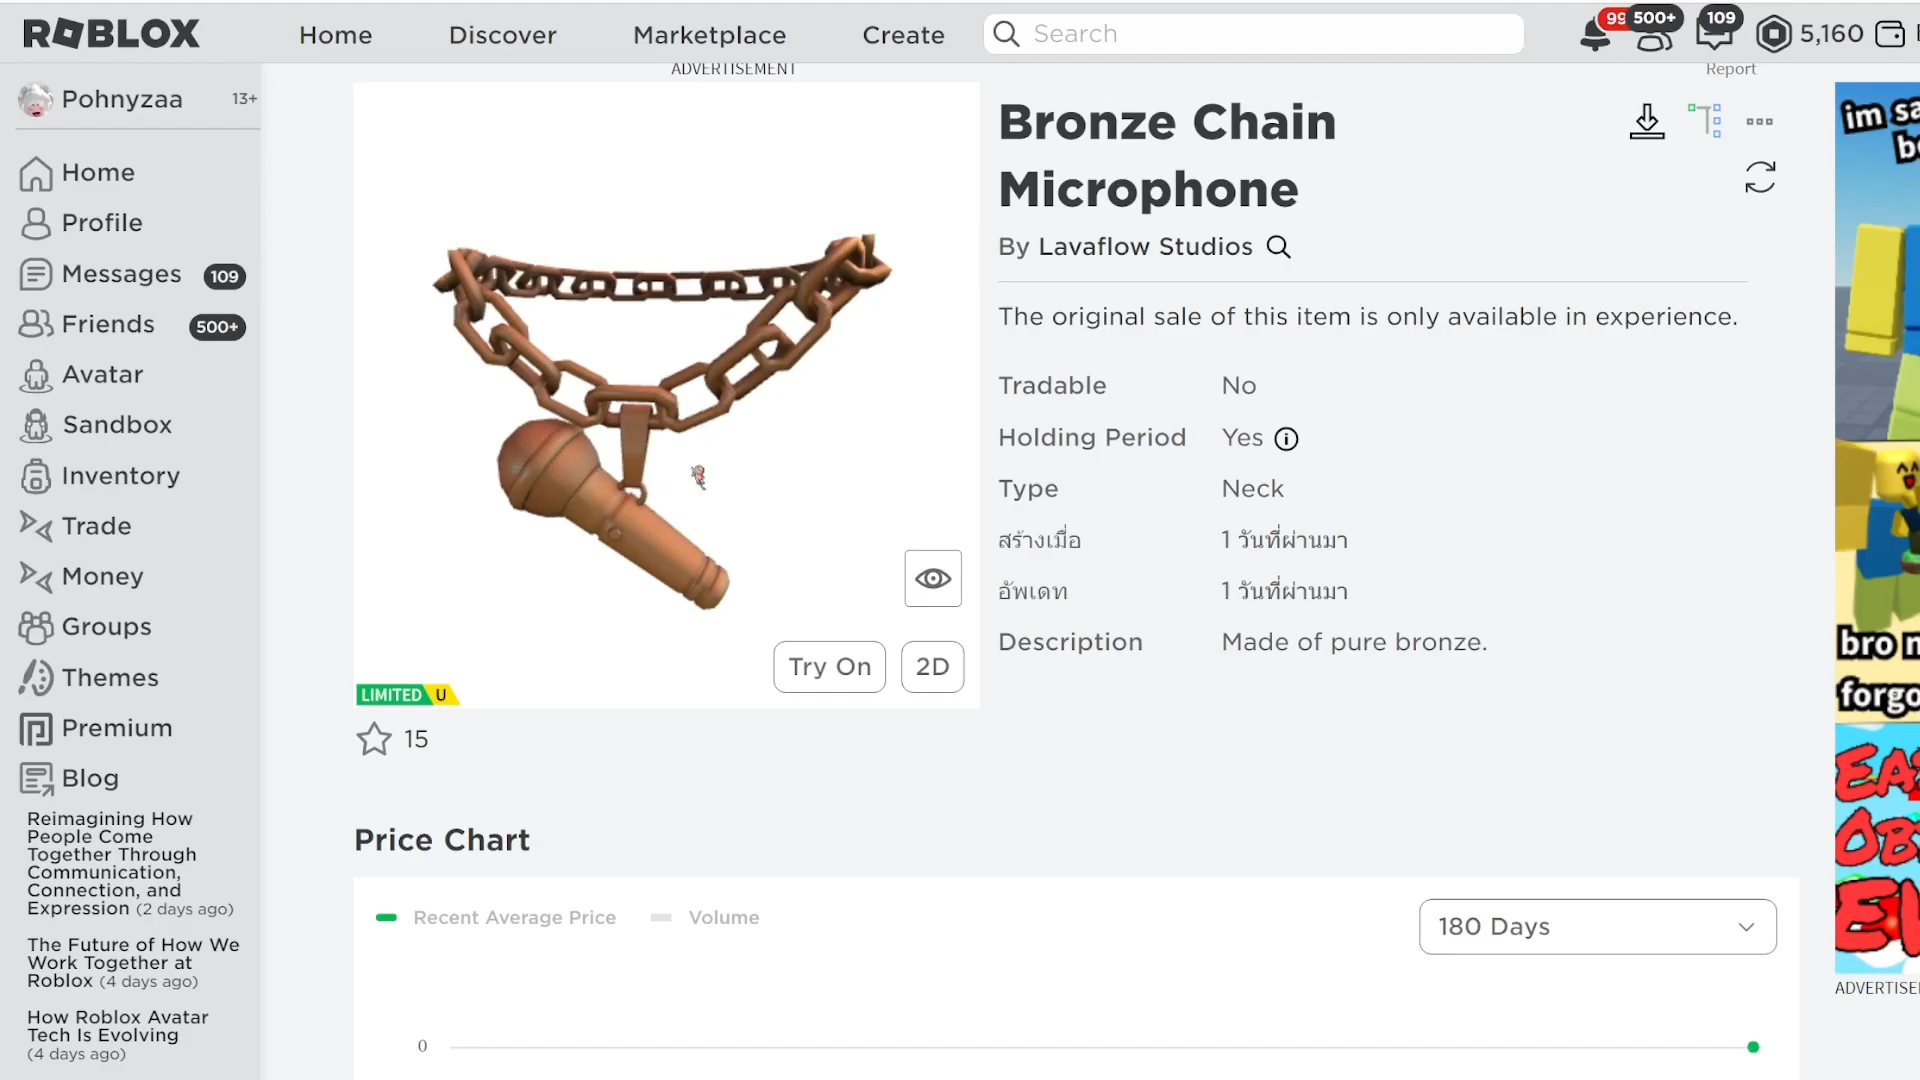 ROBLOX
Home
Discover
Marketplace
Create
Search
99
500+
109
5,160
ADVERTISEMENT
Report
Pohnyzaa
13+
Home
Profile
Messages
109
Friends
500+
Avatar
Sandbox
Inventory
Trade
Money
Groups
Themes
Premium
Blog
Reimagining How
People Come
Together Through
Communication,
Connection, and
Expression (2 days ago)
The Future of How We
Work Together at
Roblox (4 days ago)
How Roblox Avatar
Tech Is Evolving
(4 days ago)
Try On
2D
LIMITED U
15
Bronze Chain
Microphone
By Lavaflow Studios
The original sale of this item is only available in experience.
Tradable No
Holding Period Yes
Type Neck
สร้างเมื่อ 1 วันที่ผ่านมา
อัพเดท 1 วันที่ผ่านมา
Description Made of pure bronze.
Price Chart
Recent Average Price
Volume
180 Days
0
im
bro